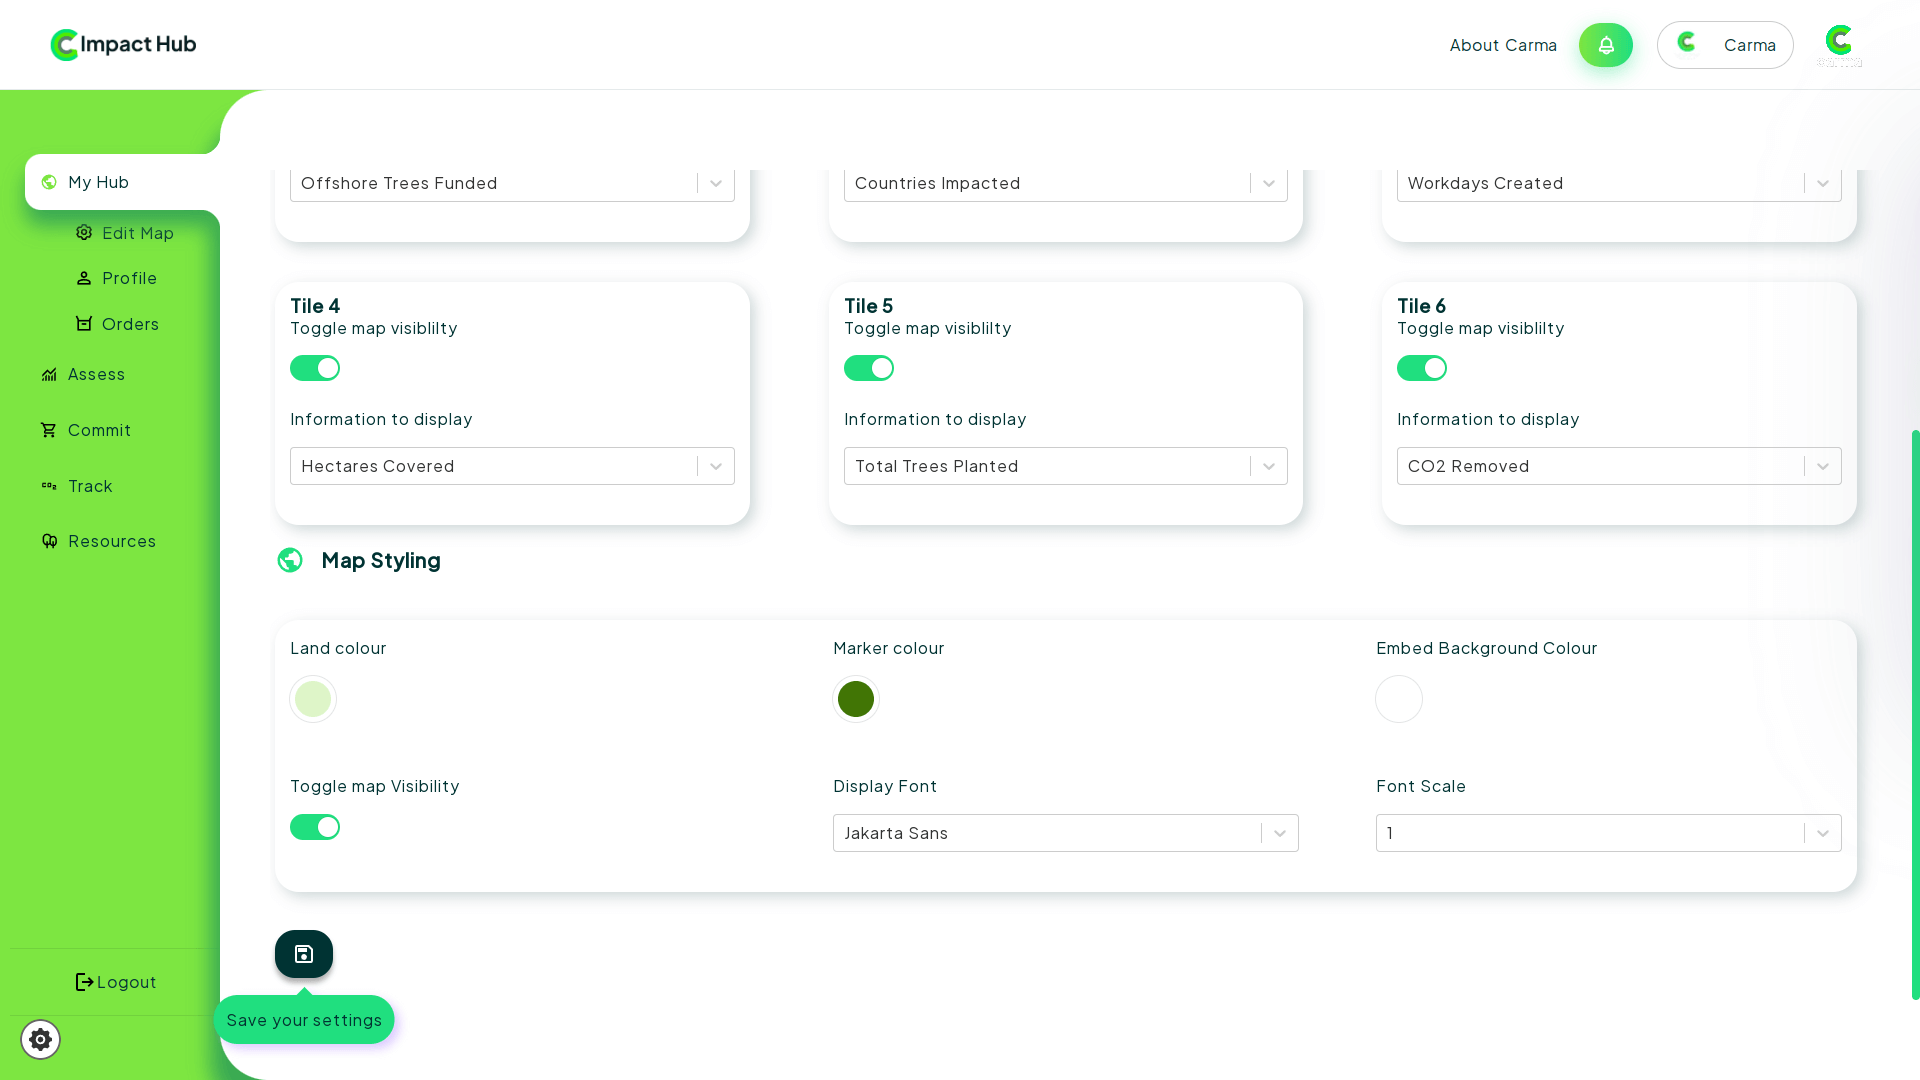 Impact Hub
About Carma
Carma
My Hub
Edit Map
Profile
Orders
Assess
Commit
Track
Resources
Logout
Offshore Trees Funded
Countries Impacted
Workdays Created
Tile 4
Toggle map visiblilty
Information to display
Hectares Covered
Tile 5
Toggle map visiblilty
Information to display
Total Trees Planted
Tile 6
Toggle map visiblilty
Information to display
CO2 Removed
Map Styling
Land colour
Marker colour
Embed Background Colour
Toggle map Visibility
Display Font
Jakarta Sans
Font Scale
1
Save your settings